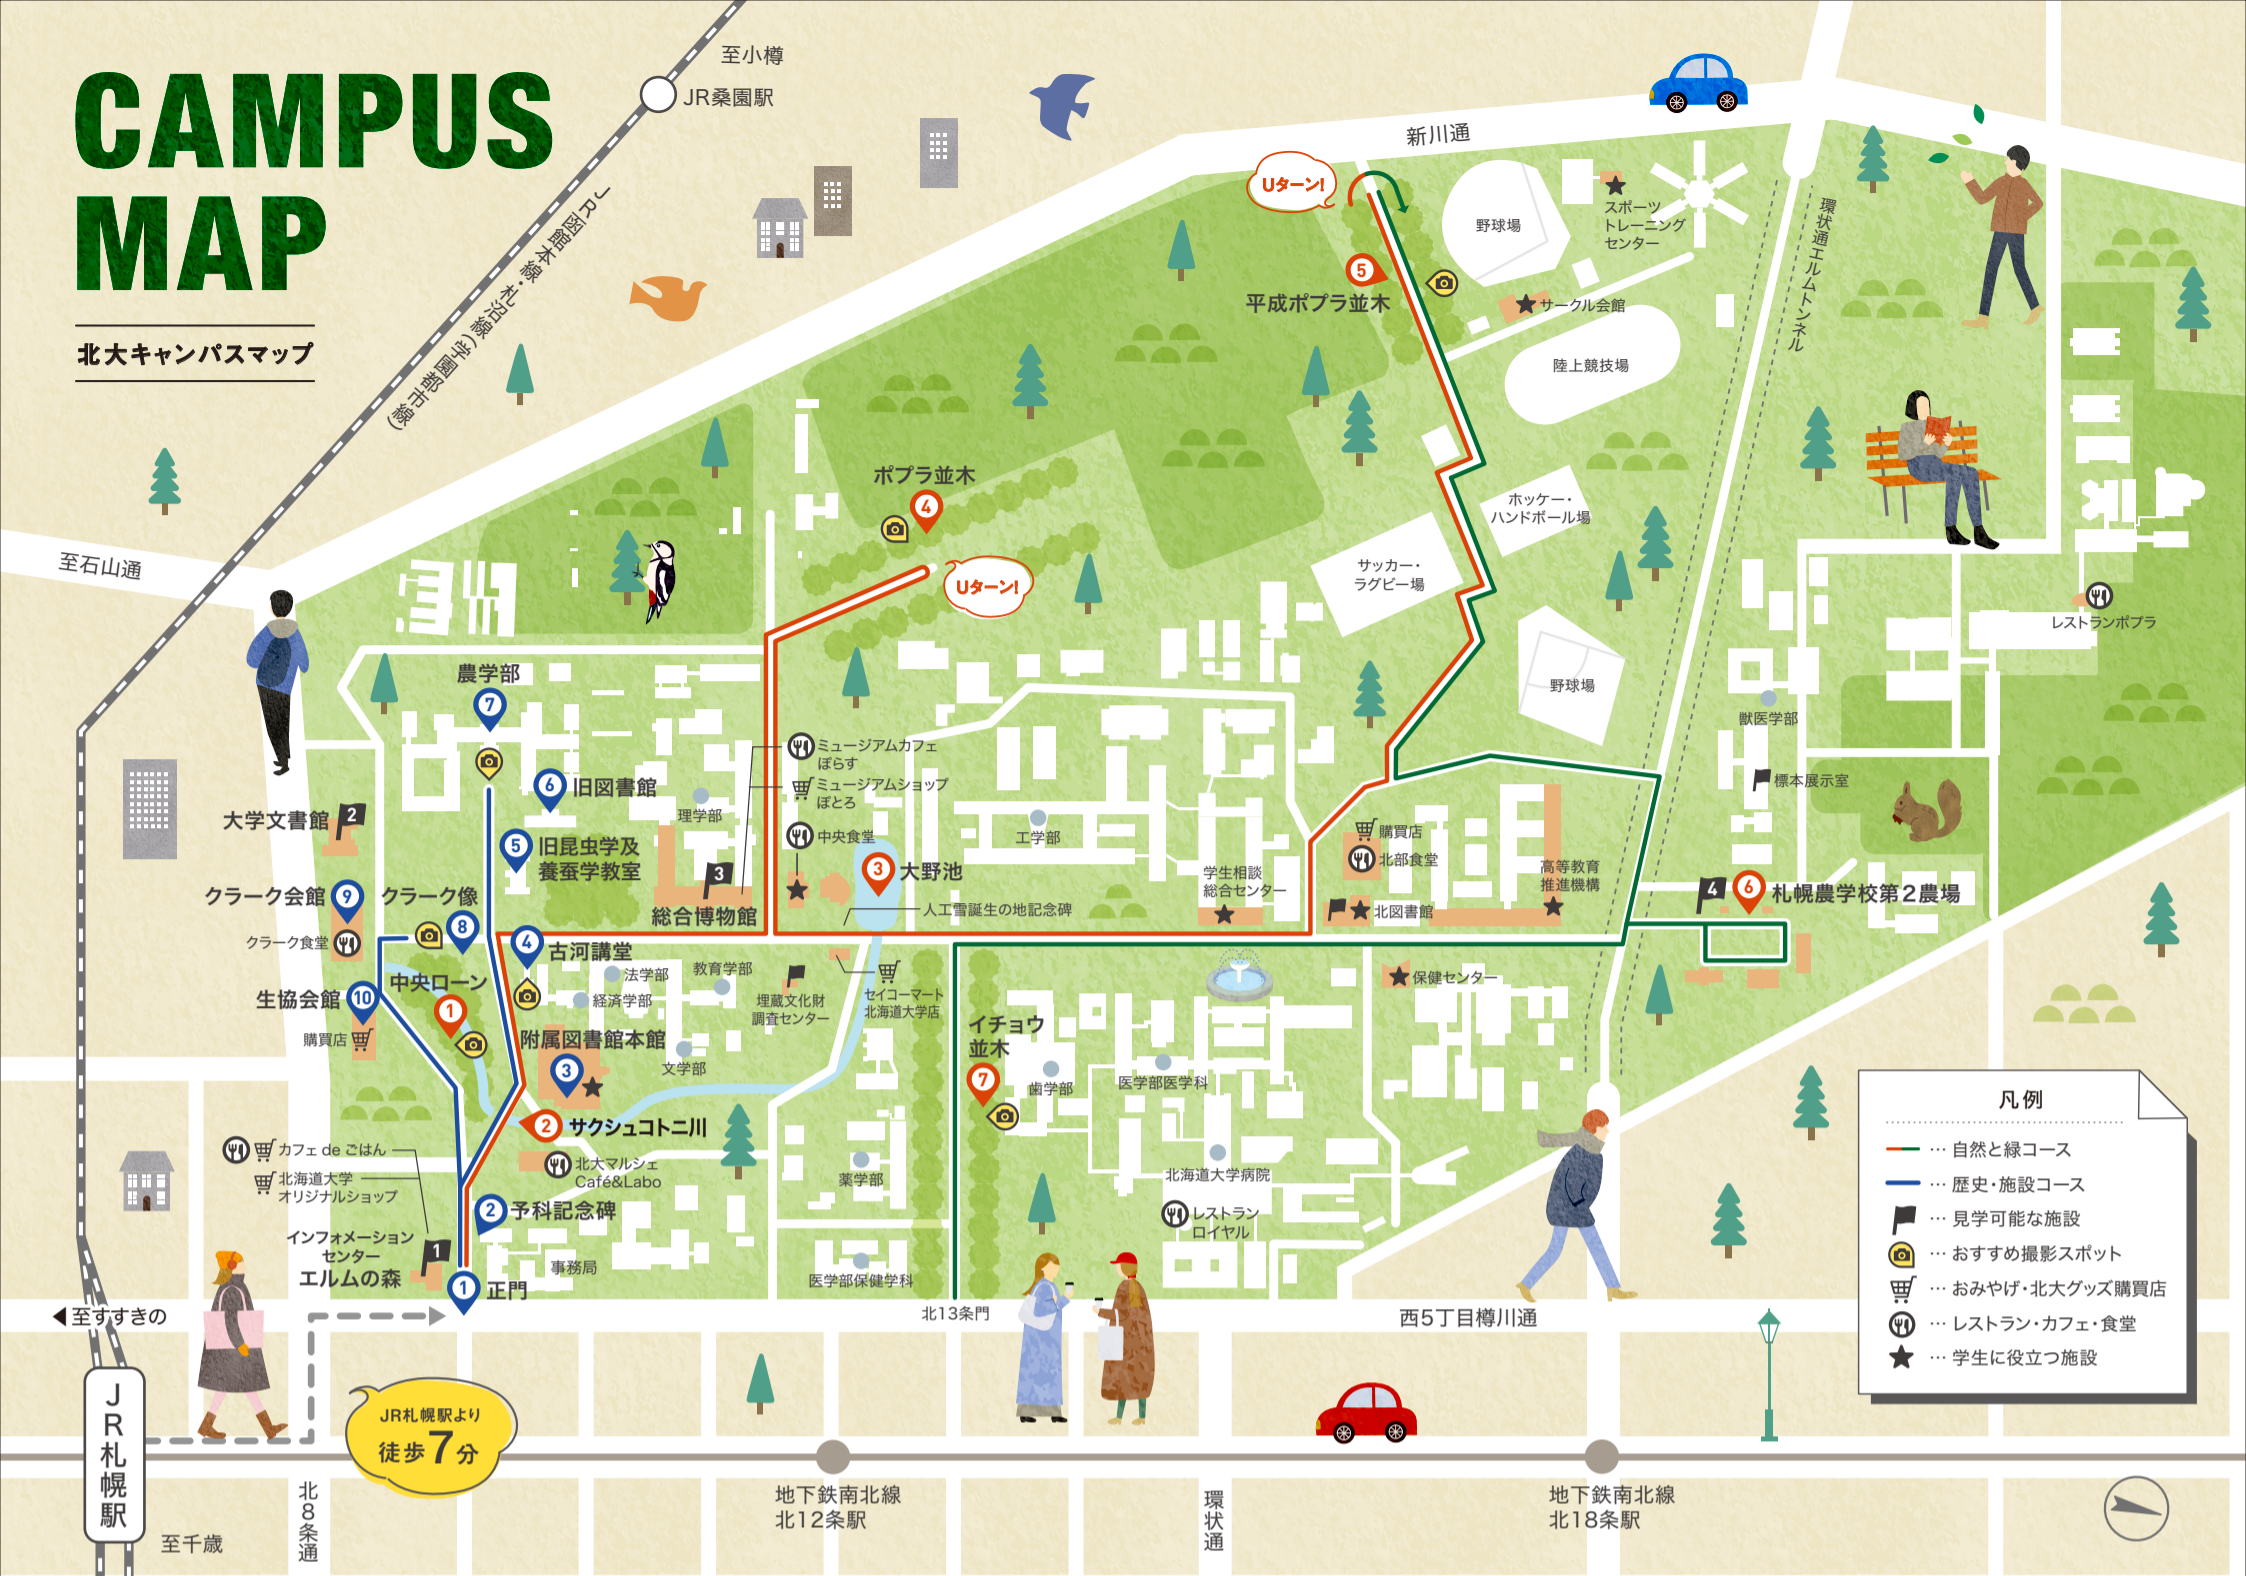 CAMPUS
MAP
北大キャンパスマップ
至小樽
JR桑園駅
JR函館本線・札沼線(学園都市線)
至石山通
新川通
Uターン!
5
平成ポプラ並木
野球場
スポーツ
トレーニング
センター
サークル会館
陸上競技場
環状通エルムトンネル
ポプラ並木
4
Uターン!
ホッケー・
ハンドボール場
サッカー・
ラグビー場
野球場
レストランポプラ
獣医学部
標本展示室
農学部
7
6
旧図書館
理学部
5
旧昆虫学及
養蚕学教室
3
総合博物館
ミュージアムカフェ
ぽらす
ミュージアムショップ
ぽとろ
中央食堂
3
大野池
人工雪誕生の地記念碑
工学部
学生相談
総合センター
購買店
北部食堂
北図書館
高等教育
推進機構
4
6
札幌農学校第2農場
大学文書館
2
クラーク会館
9
クラーク食堂
クラーク像
8
中央ローン
1
生協会館
10
購買店
4
古河講堂
法学部
経済学部
教育学部
附属図書館本館
3
文学部
埋蔵文化財
調査センター
セイコーマート
北海道大学店
保健センター
イチョウ
並木
7
歯学部
医学部医学科
北海道大学病院
レストラン
ロイヤル
2
サクシュコトニ川
北大マルシェ
Café&Labo
薬学部
医学部保健学科
カフェ de ごはん
北海道大学
オリジナルショップ
インフォメーション
センター
エルムの森
1
2
予科記念碑
事務局
1
正門
北13条門
西5丁目樽川通
至すすきの
JR札幌駅
至千歳
北8条通
JR札幌駅より
徒歩7分
地下鉄南北線
北12条駅
環状通
地下鉄南北線
北18条駅
凡例
… 自然と緑コース
… 歴史・施設コース
… 見学可能な施設
… おすすめ撮影スポット
… おみやげ・北大グッズ購買店
… レストラン・カフェ・食堂
… 学生に役立つ施設